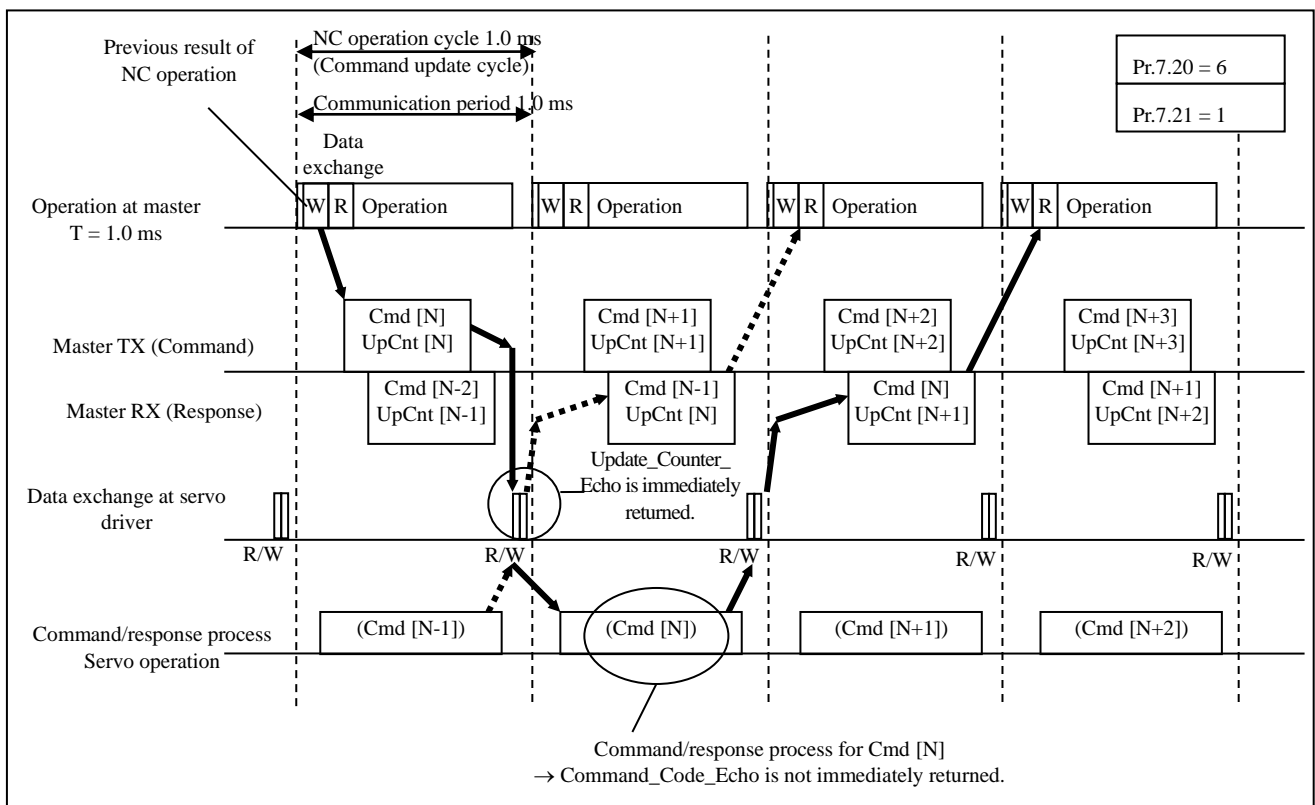 Previous result of
NC operation
NC operation cycle 1.0 ms
(Command update cycle)
Communication period 1.0 ms
Pr.7.20 = 6
Pr.7.21 = 1
Data
exchange
Operation at master
T = 1.0 ms
W R Operation
W R Operation
W R Operation
W R Operation
Master TX (Command)
Cmd [N]
UpCnt [N]
Cmd [N+1]
UpCnt [N+1]
Cmd [N+2]
UpCnt [N+2]
Cmd [N+3]
UpCnt [N+3]
Master RX (Response)
Cmd [N-2]
UpCnt [N-1]
Cmd [N-1]
UpCnt [N]
Cmd [N]
UpCnt [N+1]
Cmd [N+1]
UpCnt [N+2]
Update_Counter_
Echo is immediately
returned.
Data exchange at servo
driver
R/W
R/W
R/W
R/W
R/W
Command/response process
Servo operation
(Cmd [N-1])
(Cmd [N])
(Cmd [N+1])
(Cmd [N+2])
Command/response process for Cmd [N]
→ Command_Code_Echo is not immediately returned.